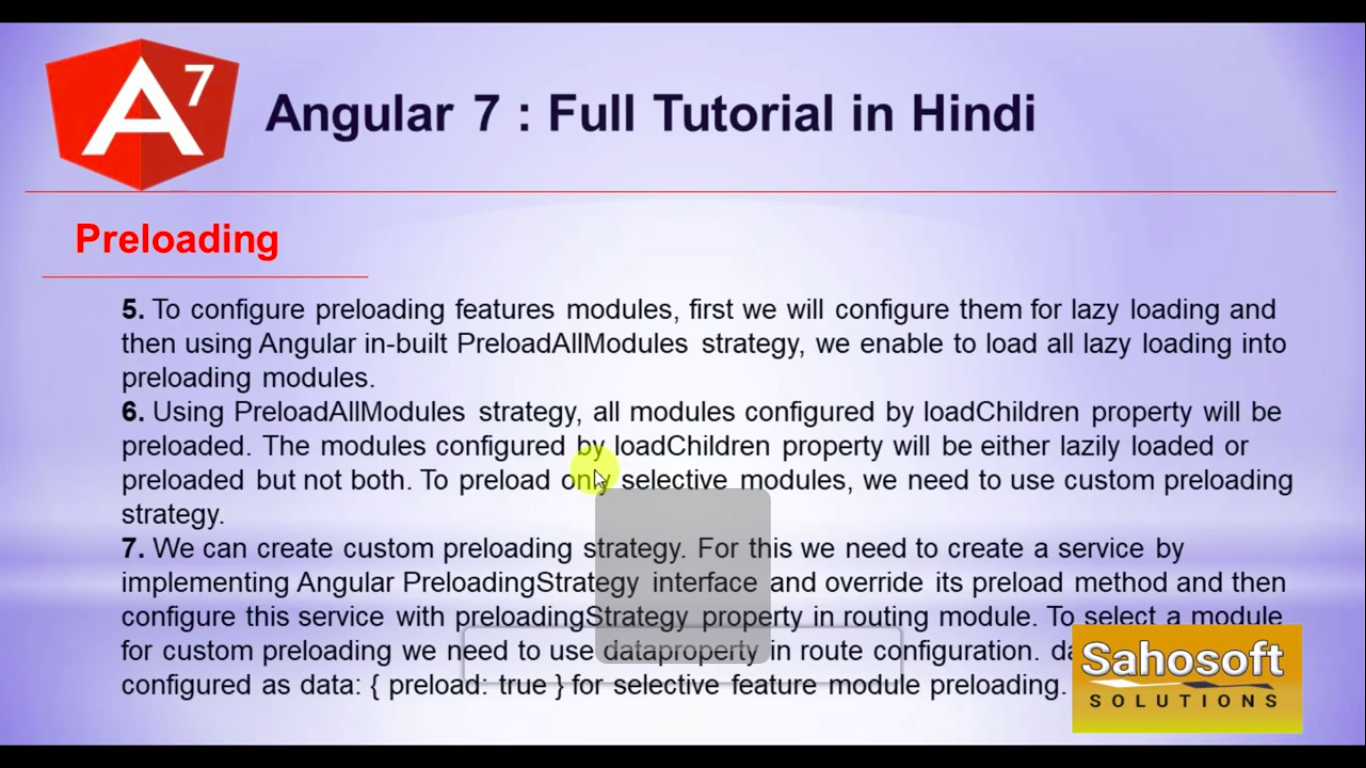 A7
Angular 7 : Full Tutorial in Hindi
Preloading
5. To configure preloading features modules, first we will configure them for lazy loading and
then using Angular in-built PreloadAllModules strategy, we enable to load all lazy loading into
preloading modules.
6. Using PreloadAllModules strategy, all modules configured by loadChildren property will be
preloaded. The modules configured by loadChildren property will be either lazily loaded or
preloaded but not both. To preload only selective modules, we need to use custom preloading
strategy.
7. We can create custom preloading strategy. For this we need to create a service by
implementing Angular PreloadingStrategy interface and override its preload method and then
configure this service with preloadingStrategy property in routing module. To select a module
for custom preloading we need to use dataproperty in route configuration.
configured as data: { preload: true } for selective feature module preloading.
Sahosoft
SOLUTIONS